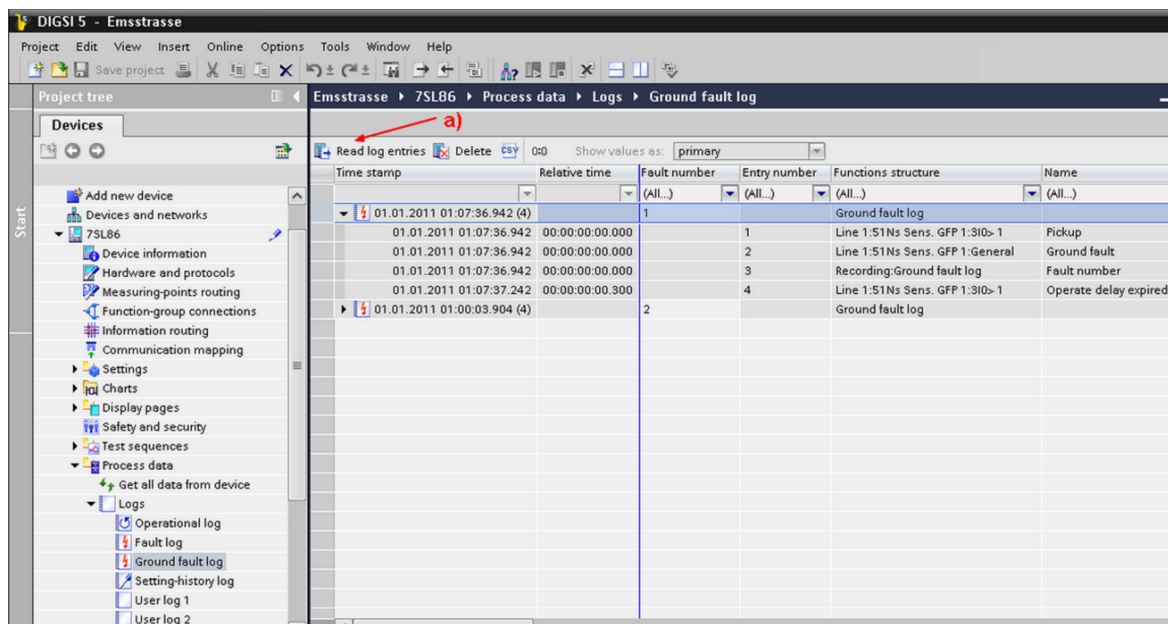 DIGSI 5 - Emsstrasse
Project Edit View Insert Online Options Tools Window Help
Save project
Project tree
Emsstrasse ▸ 7SL86 ▸ Process data ▸ Logs ▸ Ground fault log
a)
Devices
Read log entries Delete CSV 0:0 Show values as: primary
Time stamp Relative time Fault number Entry number Functions structure Name
(All...) (All...) (All...) (All...)
01.01.2011 01:07:36.942 (4) 1 Ground fault log
01.01.2011 01:07:36.942 00:00:00:00.000 1 Line 1:51Ns Sens. GFP 1:3I0> 1 Pickup
01.01.2011 01:07:36.942 00:00:00:00.000 2 Line 1:51Ns Sens. GFP 1:General Ground fault
01.01.2011 01:07:36.942 00:00:00:00.000 3 Recording:Ground fault log Fault number
01.01.2011 01:07:37.242 00:00:00:00.300 4 Line 1:51Ns Sens. GFP 1:3I0> 1 Operate delay expired
01.01.2011 01:00:03.904 (4) 2 Ground fault log
Start
Add new device
Devices and networks
7SL86
Device information
Hardware and protocols
Measuring-points routing
Function-group connections
Information routing
Communication mapping
Settings
Charts
Display pages
Safety and security
Test sequences
Process data
Get all data from device
Logs
Operational log
Fault log
Ground fault log
Setting-history log
User log 1
User log 2